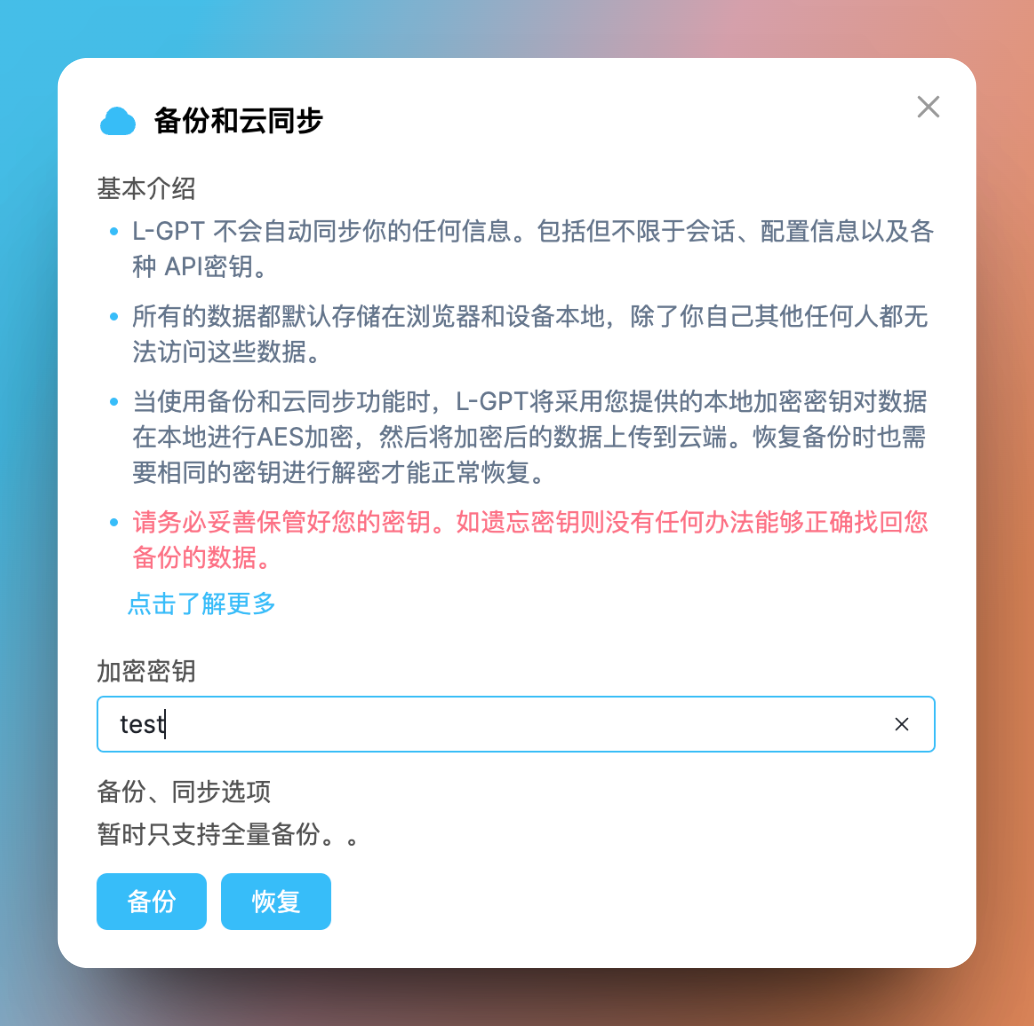 备份和云同步
基本介绍
L-GPT 不会自动同步你的任何信息。包括但不限于会话、配置信息以及各
种 API密钥。
所有的数据都默认存储在浏览器和设备本地，除了你自己其他任何人都无
法访问这些数据。
当使用备份和云同步功能时，L-GPT将采用您提供的本地加密密钥对数据
在本地进行AES加密，然后将加密后的数据上传到云端。恢复备份时也需
要相同的密钥进行解密才能正常恢复。
请务必妥善保管好您的密钥。如遗忘密钥则没有任何办法能够正确找回您
备份的数据。
点击了解更多
加密密钥
test
备份、同步选项
暂时只支持全量备份。。
备份
恢复